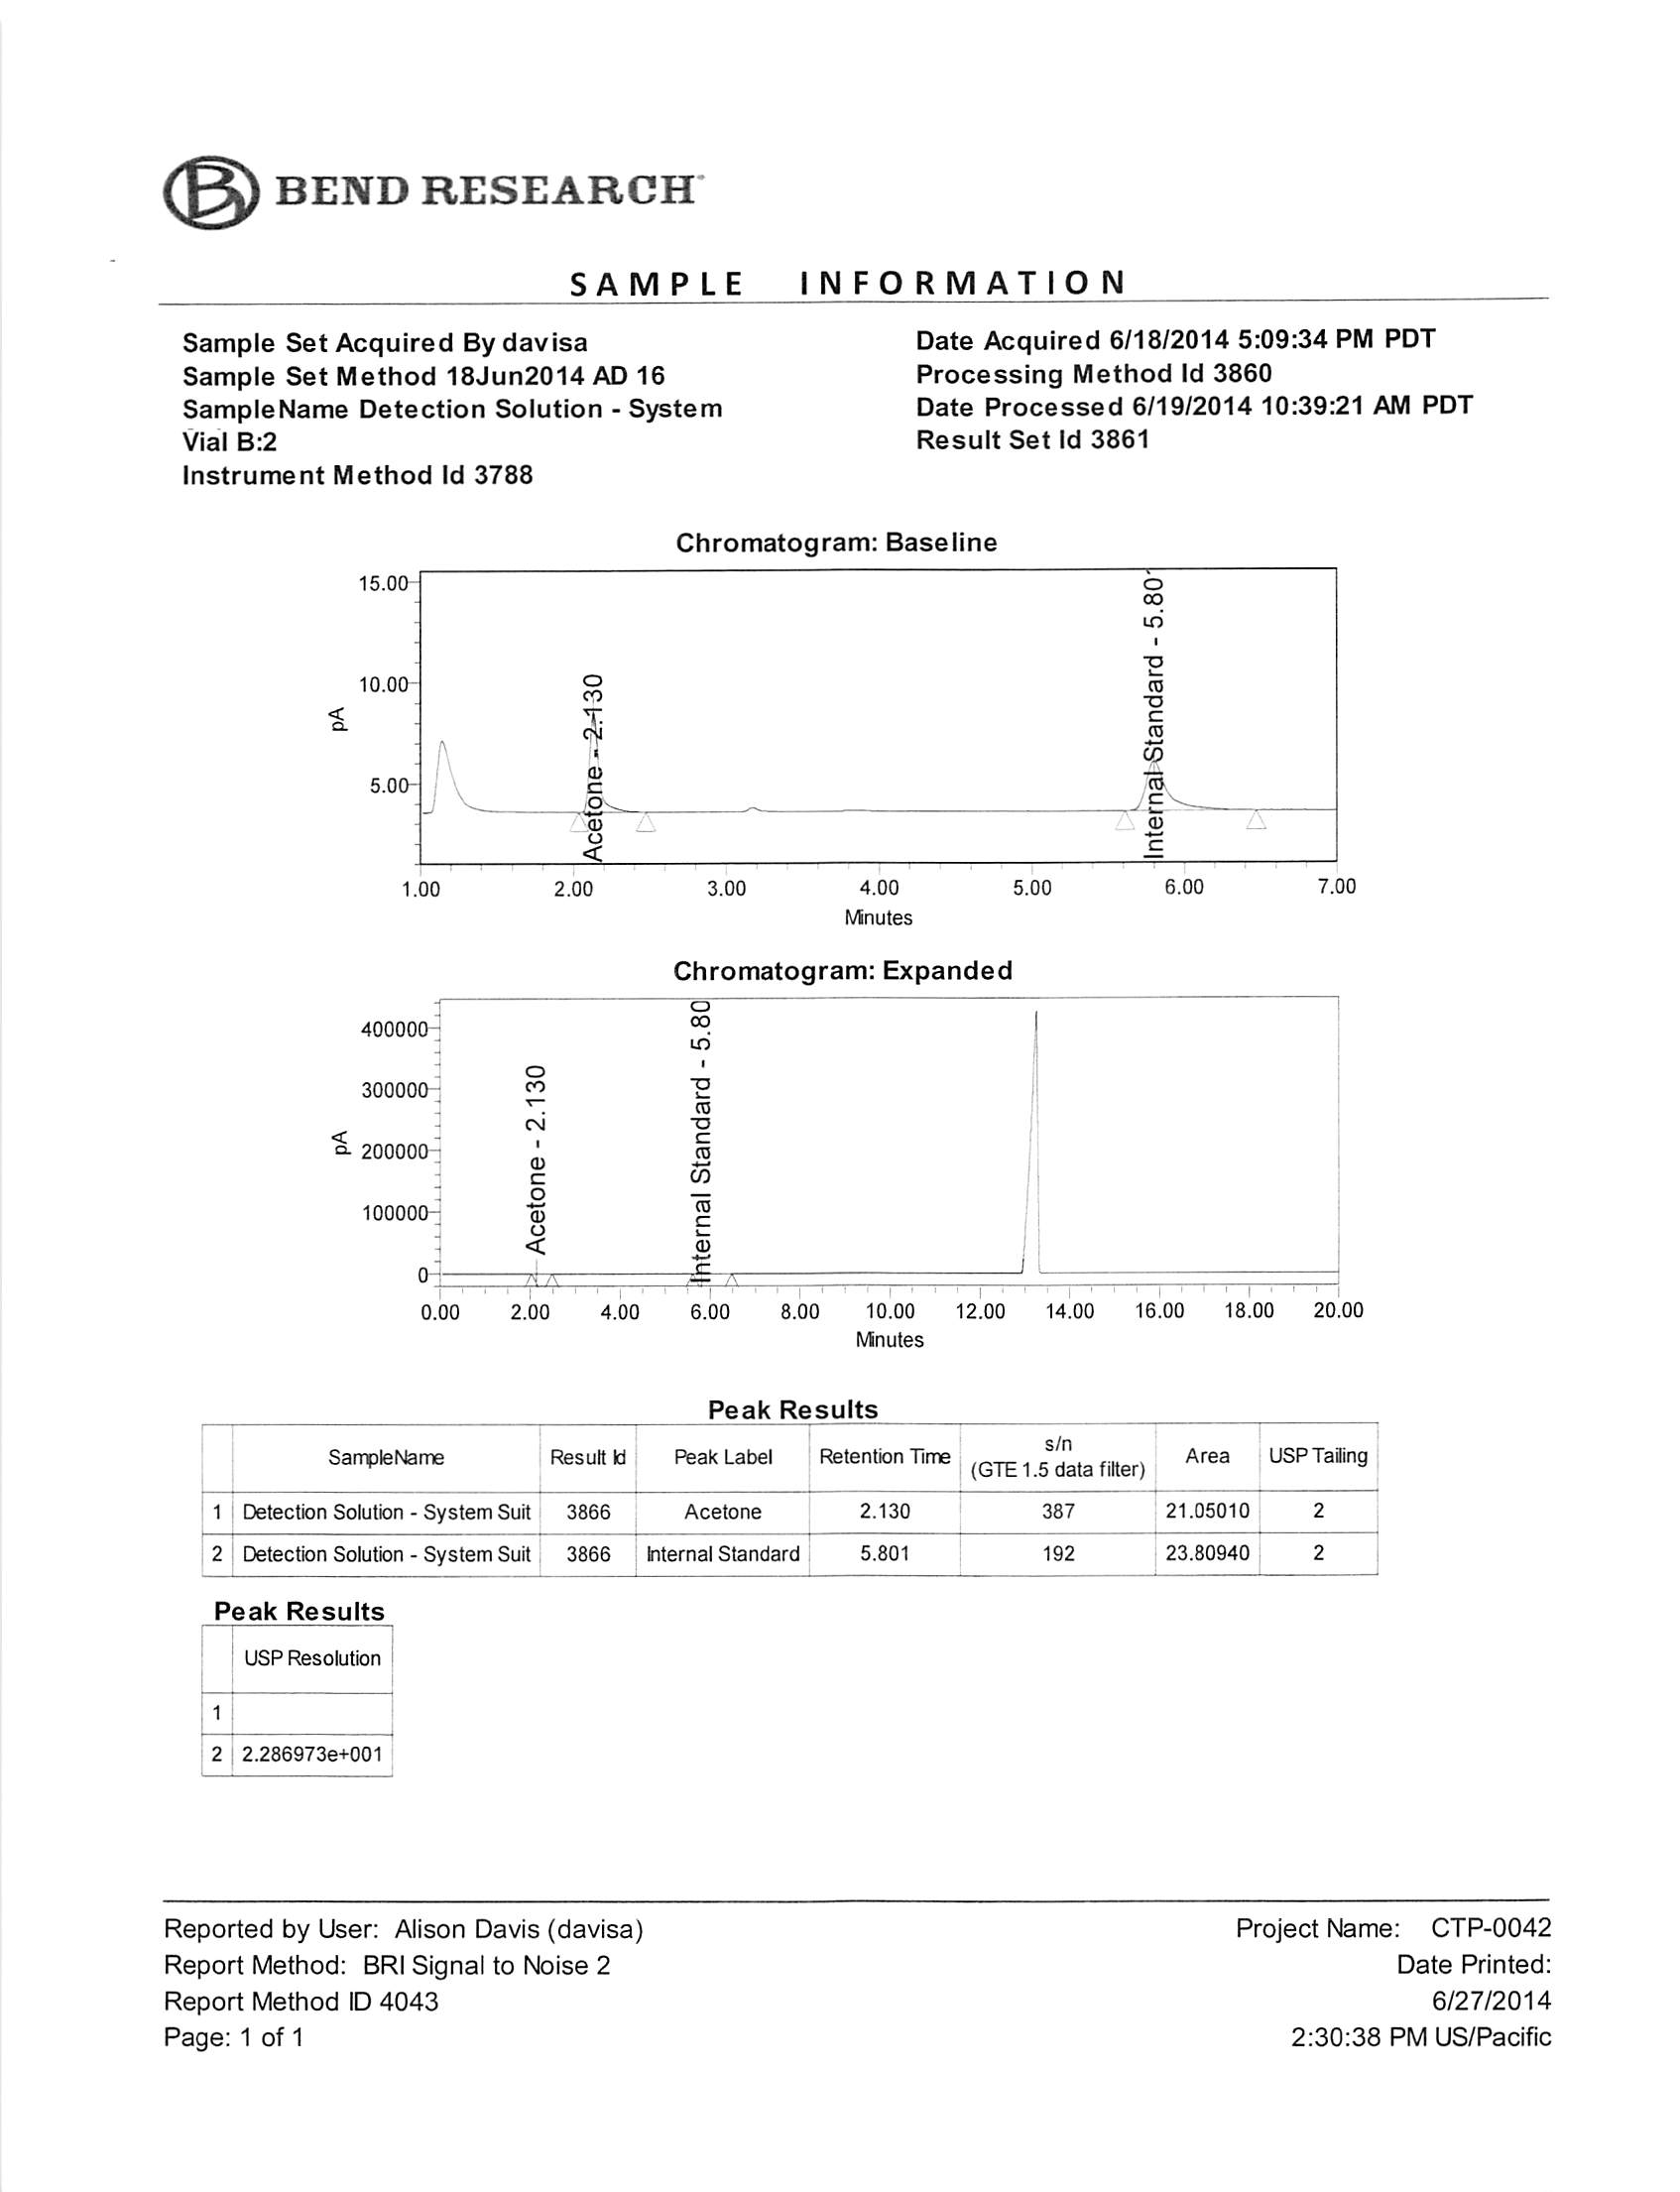 B BEND RESEARCH
SAMPLE INFORMATION
Sample Set Acquired By davisa
Sample Set Method 18Jun2014 AD 16
SampleName Detection Solution - System
Vial B:2
Instrument Method Id 3788
Date Acquired 6/18/2014 5:09:34 PM PDT
Processing Method Id 3860
Date Processed 6/19/2014 10:39:21 AM PDT
Result Set Id 3861
Chromatogram: Baseline
15.00
10.00
5.00
pA
Acetone - 2.130
Internal Standard - 5.80
1.00 2.00 3.00 4.00 5.00 6.00 7.00
Minutes
Chromatogram: Expanded
400000
300000
200000
100000
0
pA
Acetone - 2.130
Internal Standard - 5.80
0.00 2.00 4.00 6.00 8.00 10.00 12.00 14.00 16.00 18.00 20.00
Minutes
Peak Results
SampleName Result Id Peak Label Retention Time s/n (GTE 1.5 data filter) Area USP Tailing
1 Detection Solution - System Suit 3866 Acetone 2.130 387 21.05010 2
2 Detection Solution - System Suit 3866 Internal Standard 5.801 192 23.80940 2
Peak Results
USP Resolution
1
2 2.286973e+001
Reported by User: Alison Davis (davisa)
Report Method: BRI Signal to Noise 2
Report Method ID 4043
Page: 1 of 1
Project Name: CTP-0042
Date Printed:
6/27/2014
2:30:38 PM US/Pacific